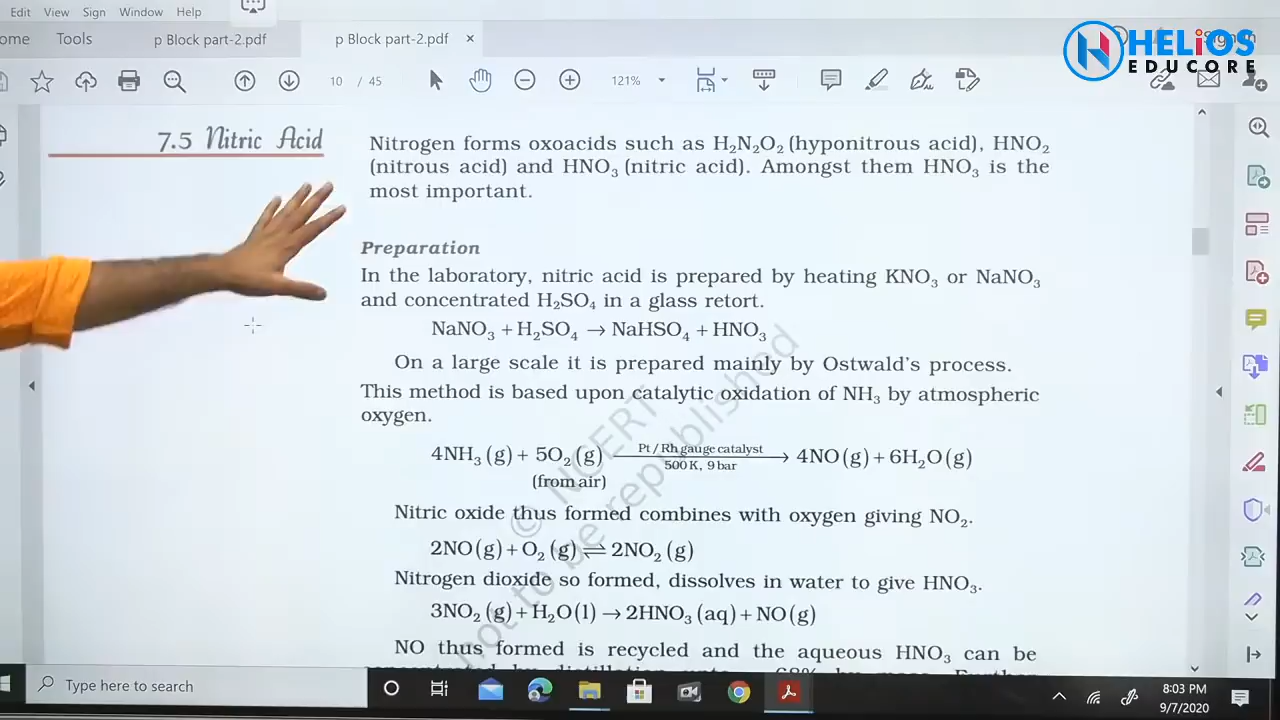 Edit View Sign Window Help
ome Tools p Block part-2.pdf p Block part-2.pdf ×
HELiOS
EDUCORE
10 / 45 121%
7.5 Nitric Acid
Nitrogen forms oxoacids such as H₂N₂O₂ (hyponitrous acid), HNO₂
(nitrous acid) and HNO₃ (nitric acid). Amongst them HNO₃ is the
most important.
Preparation
In the laboratory, nitric acid is prepared by heating KNO₃ or NaNO₃
and concentrated H₂SO₄ in a glass retort.
NaNO₃ + H₂SO₄ → NaHSO₄ + HNO₃
On a large scale it is prepared mainly by Ostwald's process.
This method is based upon catalytic oxidation of NH₃ by atmospheric
oxygen.
4NH₃ (g) + 5O₂ (g) Pt / Rh gauge catalyst 500 K, 9 bar → 4NO (g) + 6H₂O (g)
(from air)
Nitric oxide thus formed combines with oxygen giving NO₂.
2NO (g) + O₂ (g) ⇌ 2NO₂ (g)
Nitrogen dioxide so formed, dissolves in water to give HNO₃.
3NO₂ (g) + H₂O (l) → 2HNO₃ (aq) + NO (g)
NO thus formed is recycled and the aqueous HNO₃ can be
© NCERT
not to be republished
Type here to search
8:03 PM
9/7/2020